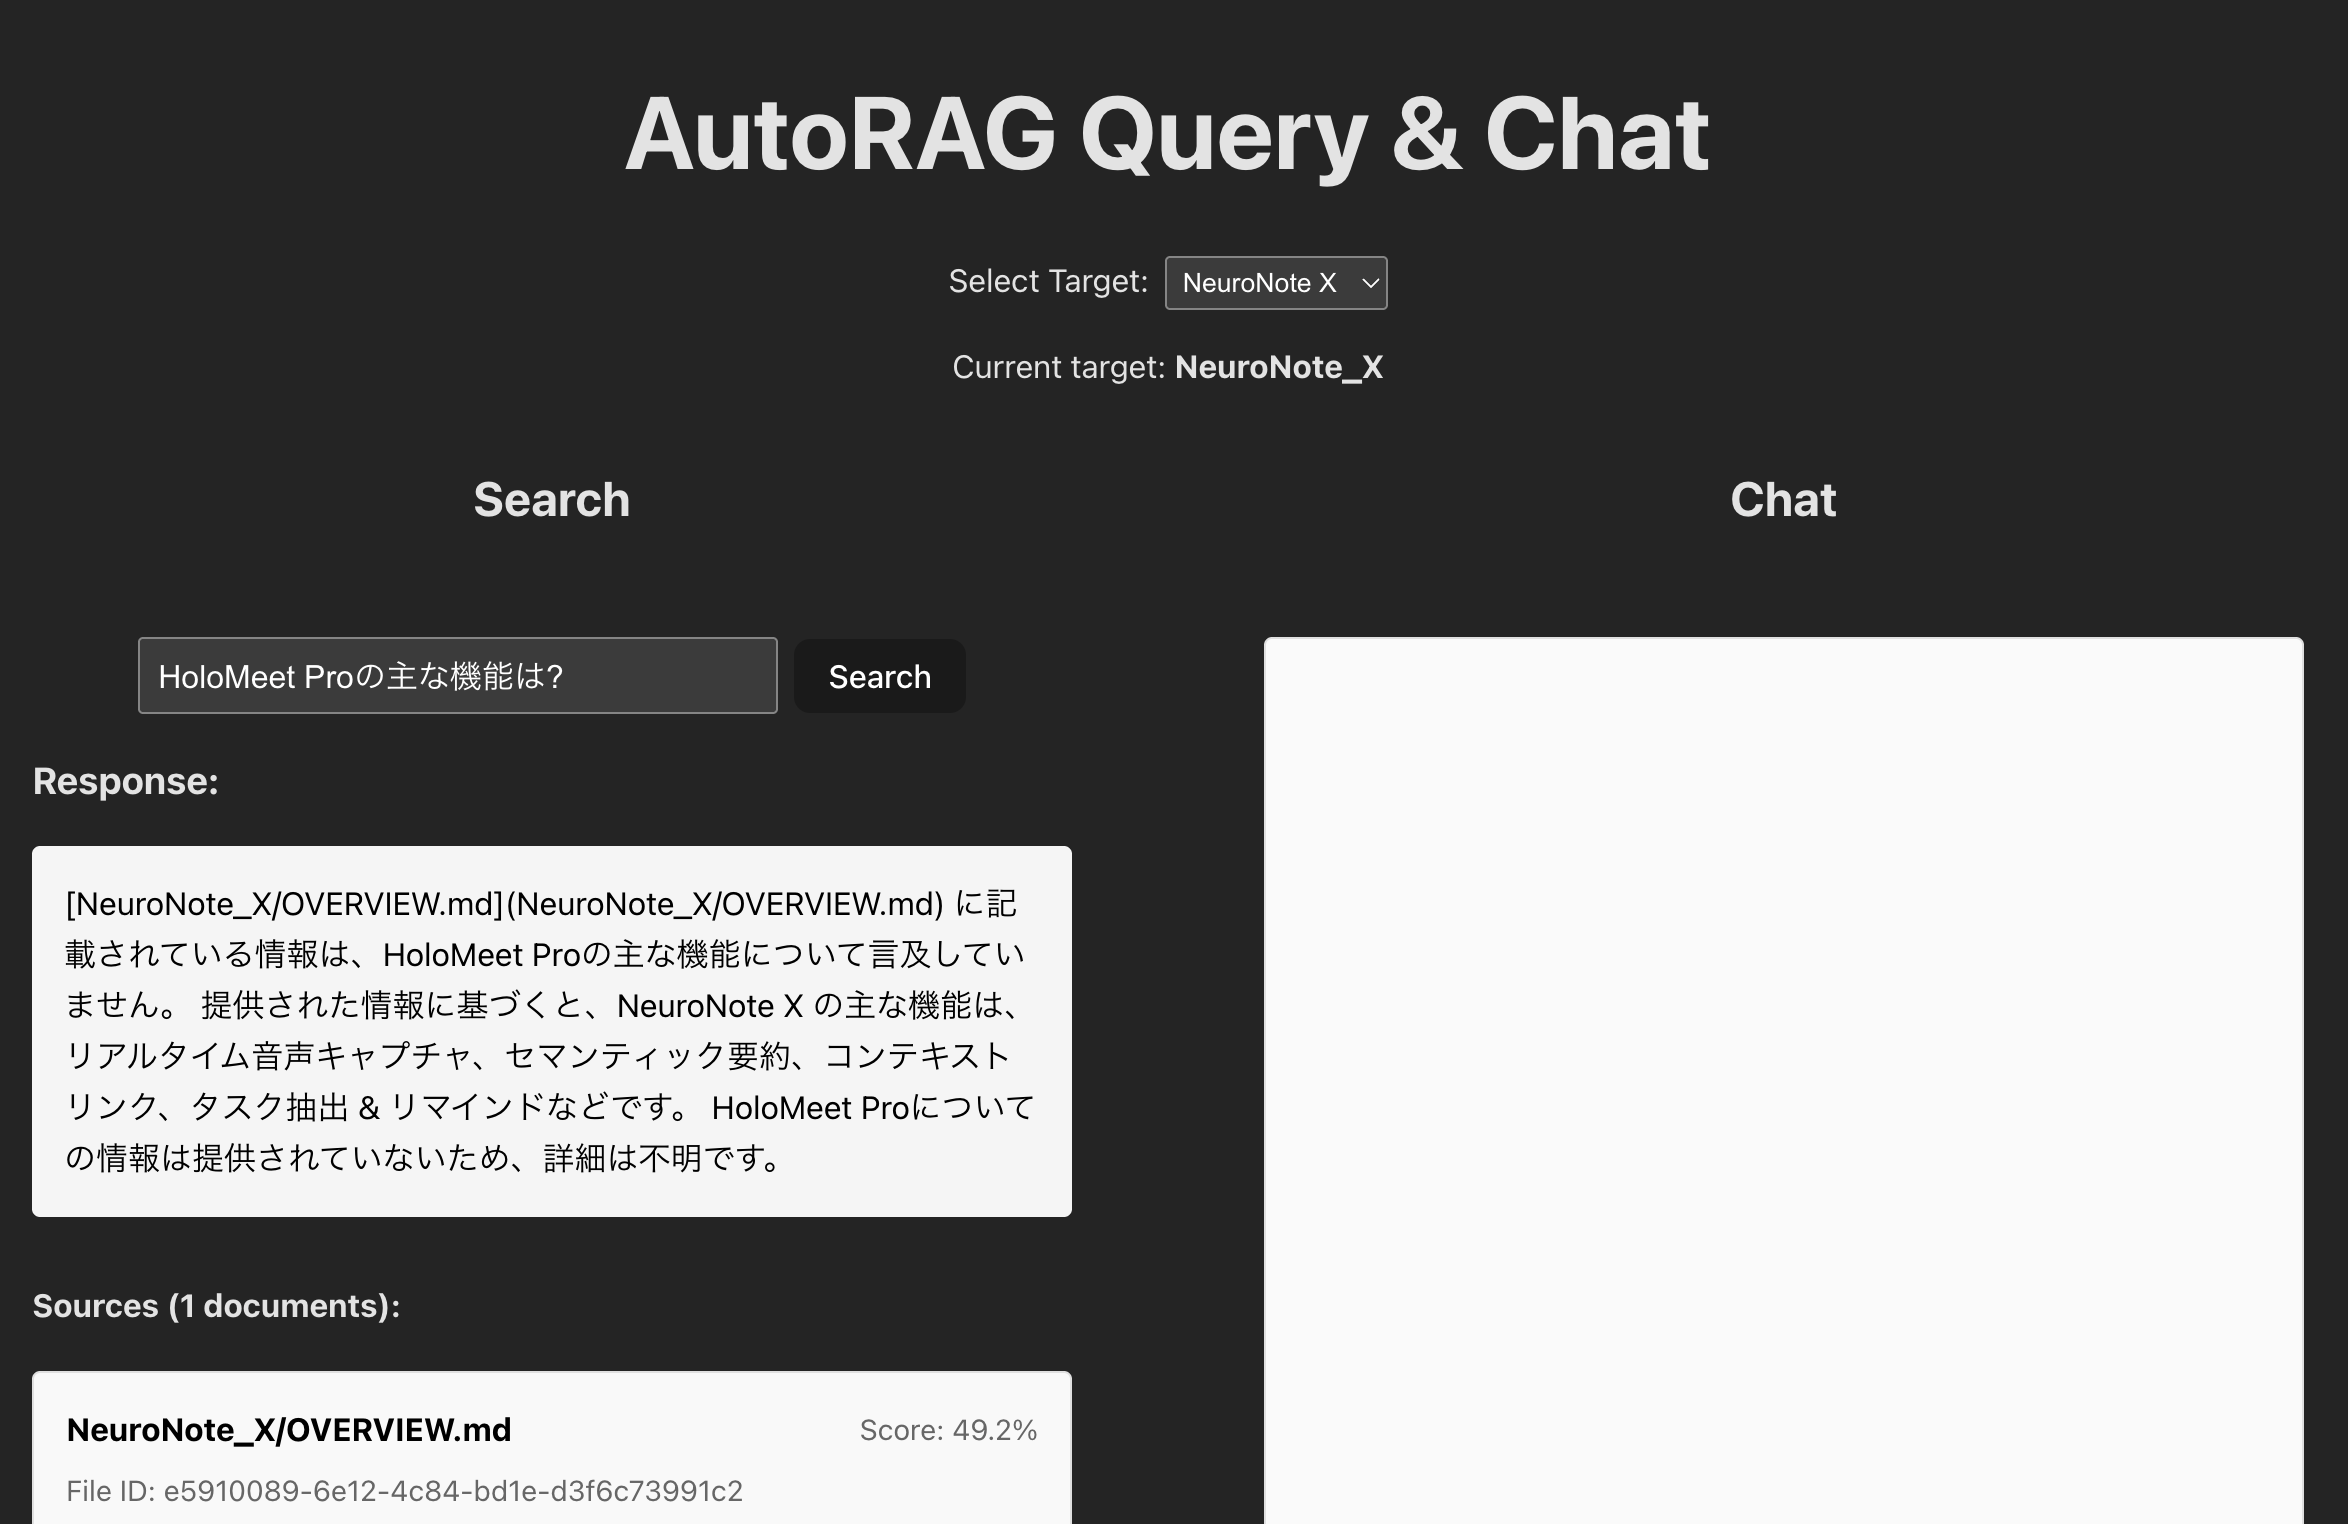 AutoRAG Query & Chat
Select Target: NeuroNote X
Current target: NeuroNote_X
Search
HoloMeet Proの主な機能は?
Search
Response:
[NeuroNote_X/OVERVIEW.md](NeuroNote_X/OVERVIEW.md) に記
載されている情報は、HoloMeet Proの主な機能について言及してい
ません。 提供された情報に基づくと、NeuroNote X の主な機能は、
リアルタイム音声キャプチャ、セマンティック要約、コンテキスト
リンク、タスク抽出 & リマインドなどです。 HoloMeet Proについて
の情報は提供されていないため、詳細は不明です。
Sources (1 documents):
NeuroNote_X/OVERVIEW.md Score: 49.2%
File ID: e5910089-6e12-4c84-bd1e-d3f6c73991c2
Chat